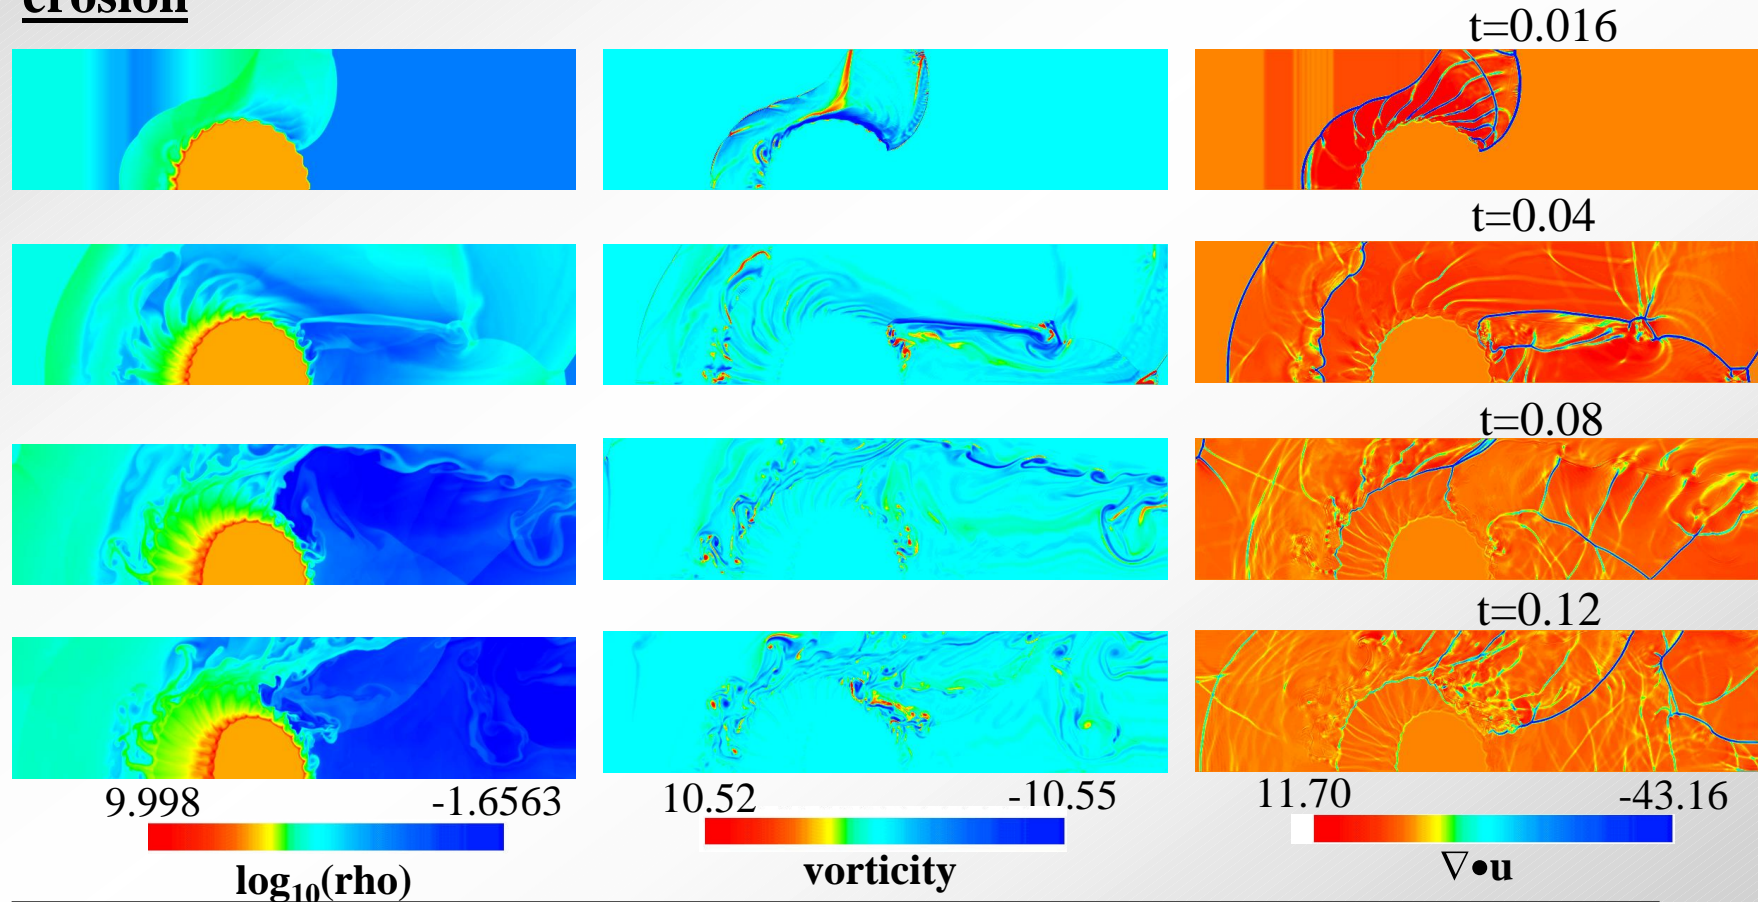 erosion
t=0.016
t=0.04
t=0.08
t=0.12
9.998 -1.6563 10.52 -10.55 11.70 -43.16
log10(rho) vorticity ∇•u